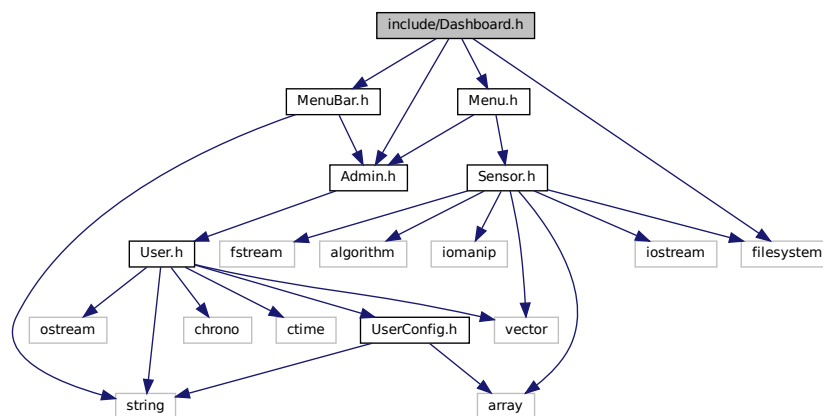 include/Dashboard.h
MenuBar.h
Menu.h
Admin.h
Sensor.h
User.h
fstream
algorithm
iomanip
iostream
filesystem
ostream
chrono
ctime
UserConfig.h
vector
string
array